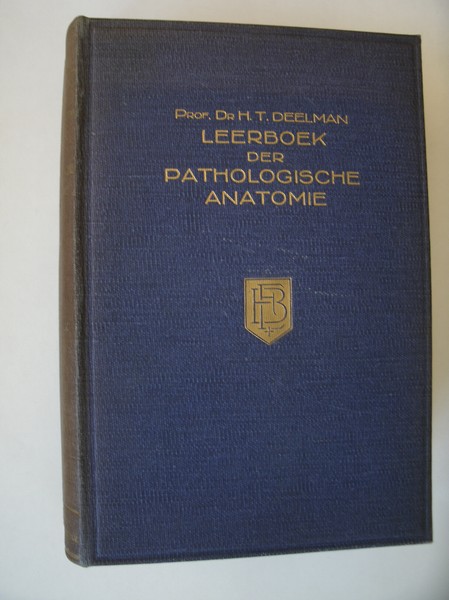 PROF. DR H. T. DEELMAN
LEERBOEK
DER
PATHOLOGISCHE
ANATOMIE